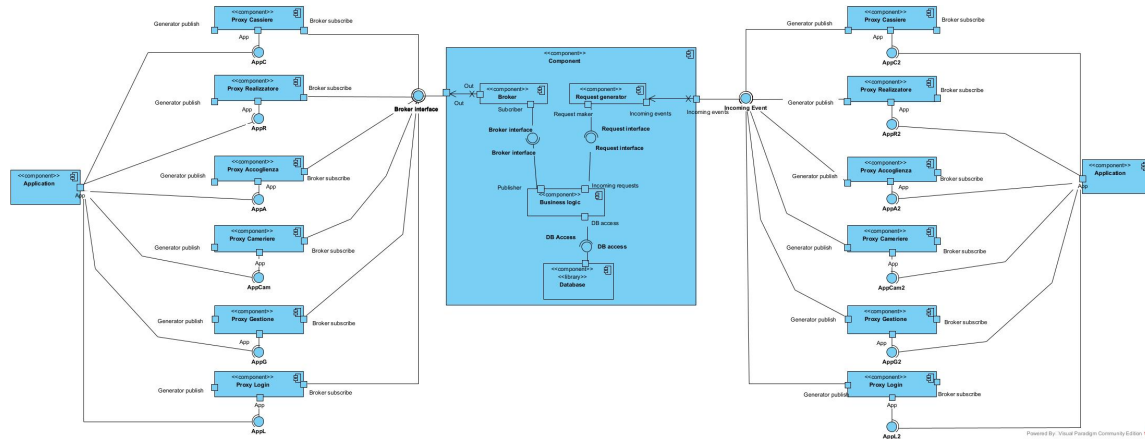 <<component>>
Proxy Cassiere
Generator publish
Broker subscribe
App
AppC
<<component>>
Proxy Realizzatore
Generator publish
Broker subscribe
App
AppR
<<component>>
Proxy Accoglienza
Generator publish
Broker subscribe
App
AppA
<<component>>
Proxy Cameriere
Generator publish
Broker subscribe
App
AppCam
<<component>>
Proxy Gestione
Generator publish
Broker subscribe
App
AppG
<<component>>
Proxy Login
Generator publish
Broker subscribe
App
AppL
<<component>>
Application
App
Broker interface
<<component>>
Component
Out
Out
<<component>>
Broker
Subcriber
<<component>>
Request generator
Request maker
Incoming events
Incoming events
Broker interface
Broker interface
Request interface
Request interface
Publisher
Incoming requests
<<component>>
Business logic
DB access
DB Access
DB access
<<component>>
<<library>>
Database
Incoming Event
<<component>>
Proxy Cassiere
Generator publish
Broker subscribe
App
AppC2
<<component>>
Proxy Realizzatore
Generator publish
Broker subscribe
App
AppR2
<<component>>
Proxy Accoglienza
Generator publish
Broker subscribe
App
AppA2
<<component>>
Proxy Cameriere
Generator publish
Broker subscribe
App
AppCam2
<<component>>
Proxy Gestione
Generator publish
Broker subscribe
App
AppG2
<<component>>
Proxy Login
Generator publish
Broker subscribe
App
AppL2
<<component>>
Application
App
Powered By Visual Paradigm Community Edition